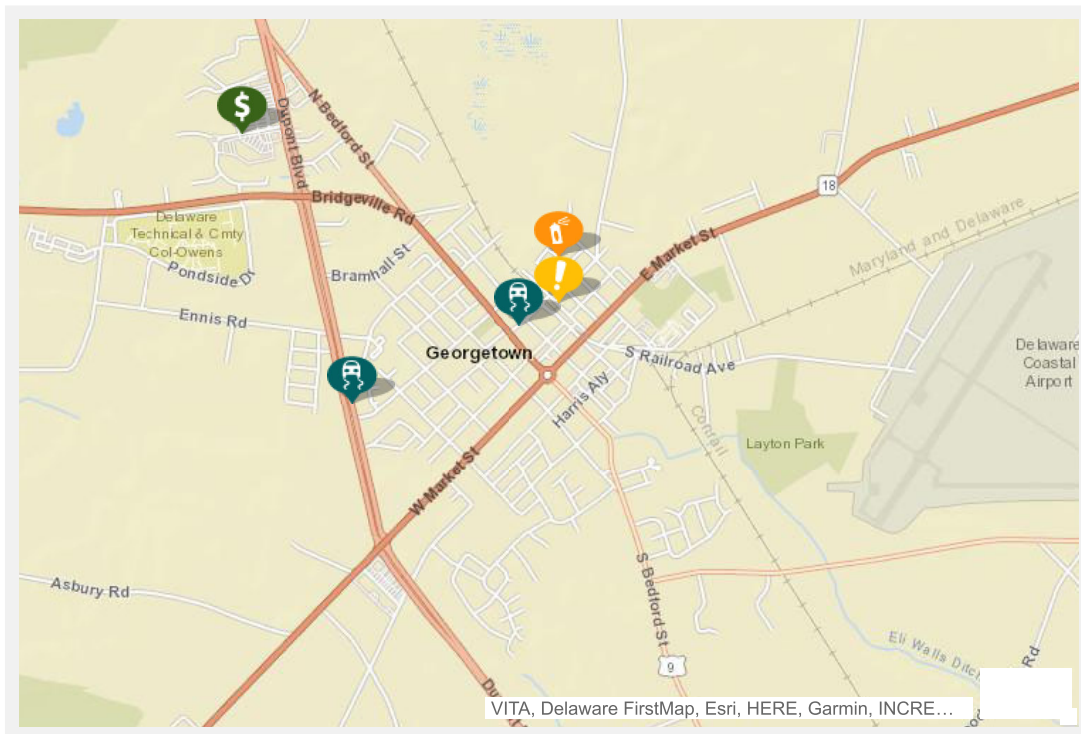 $
Dupont Blvd
N Bedford St
18
Bridgeville Rd
Delaware
Technical & Cmty
Col-Owens
E Market St
Maryland and Delaware
Bramhall St
Pondside Dr
!
Ennis Rd
Georgetown
S Railroad Ave
Delaware
Coastal
Airport
Harris Aly
Conrail
Layton Park
W Market St
Asbury Rd
S Bedford St
Eli Walls Ditch
9
Rd
VITA, Delaware FirstMap, Esri, HERE, Garmin, INCRE…